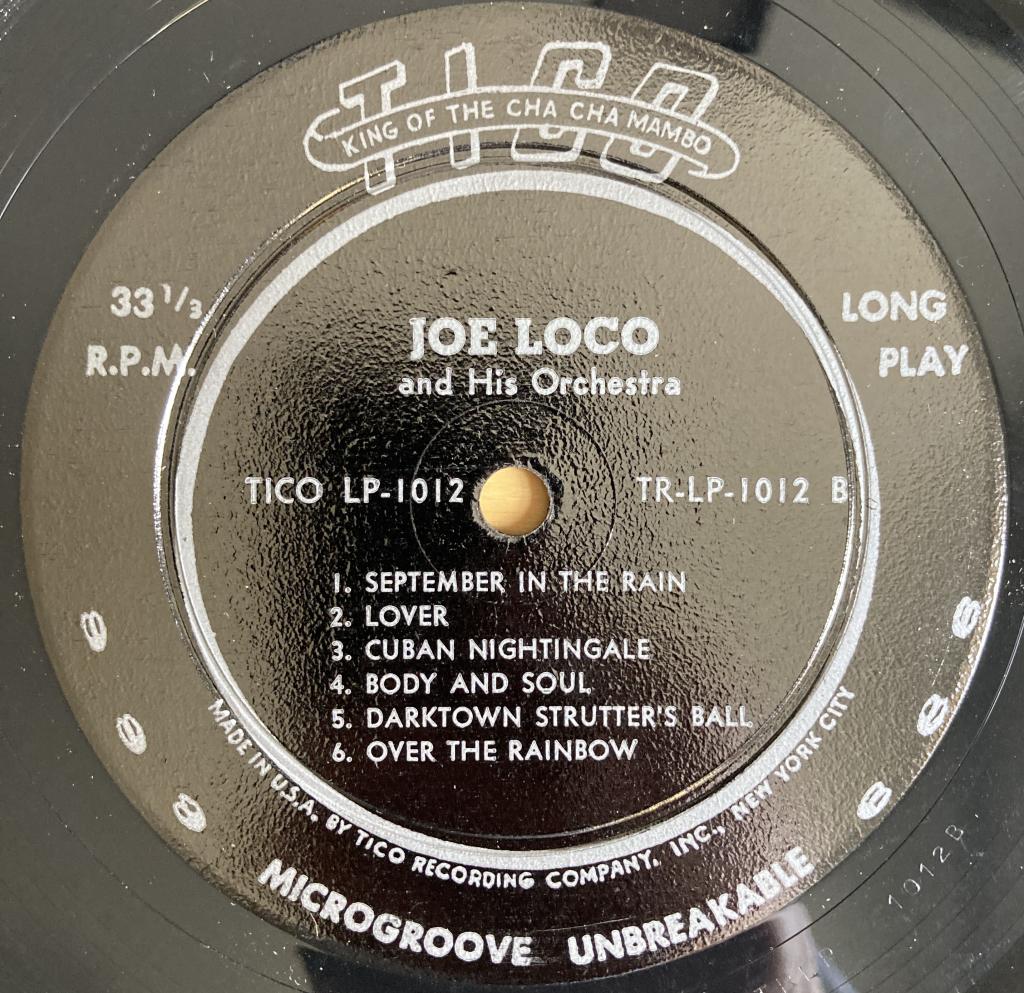 TICO
KING OF THE CHA CHA MAMBO
33 1/3
R.P.M.
LONG
PLAY
JOE LOCO
and His Orchestra
TICO LP-1012
TR-LP-1012 B
1. SEPTEMBER IN THE RAIN
2. LOVER
3. CUBAN NIGHTINGALE
4. BODY AND SOUL
5. DARKTOWN STRUTTER'S BALL
6. OVER THE RAINBOW
MADE IN U.S.A. BY TICO RECORDING COMPANY, INC., NEW YORK CITY
MICROGROOVE UNBREAKABLE
1012B